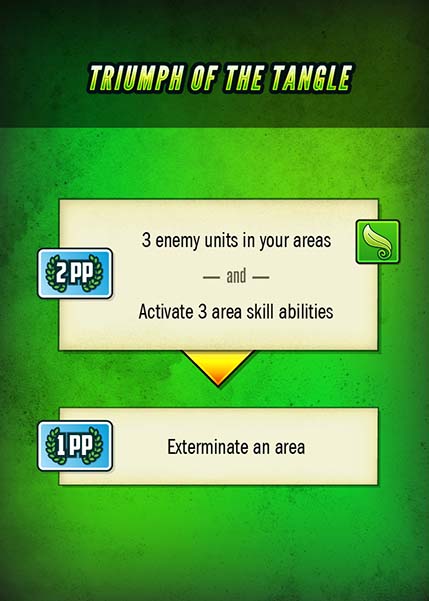 TRIUMPH OF THE TANGLE
3 enemy units in your areas
2 PP
— and —
Activate 3 area skill abilities
1 PP
Exterminate an area